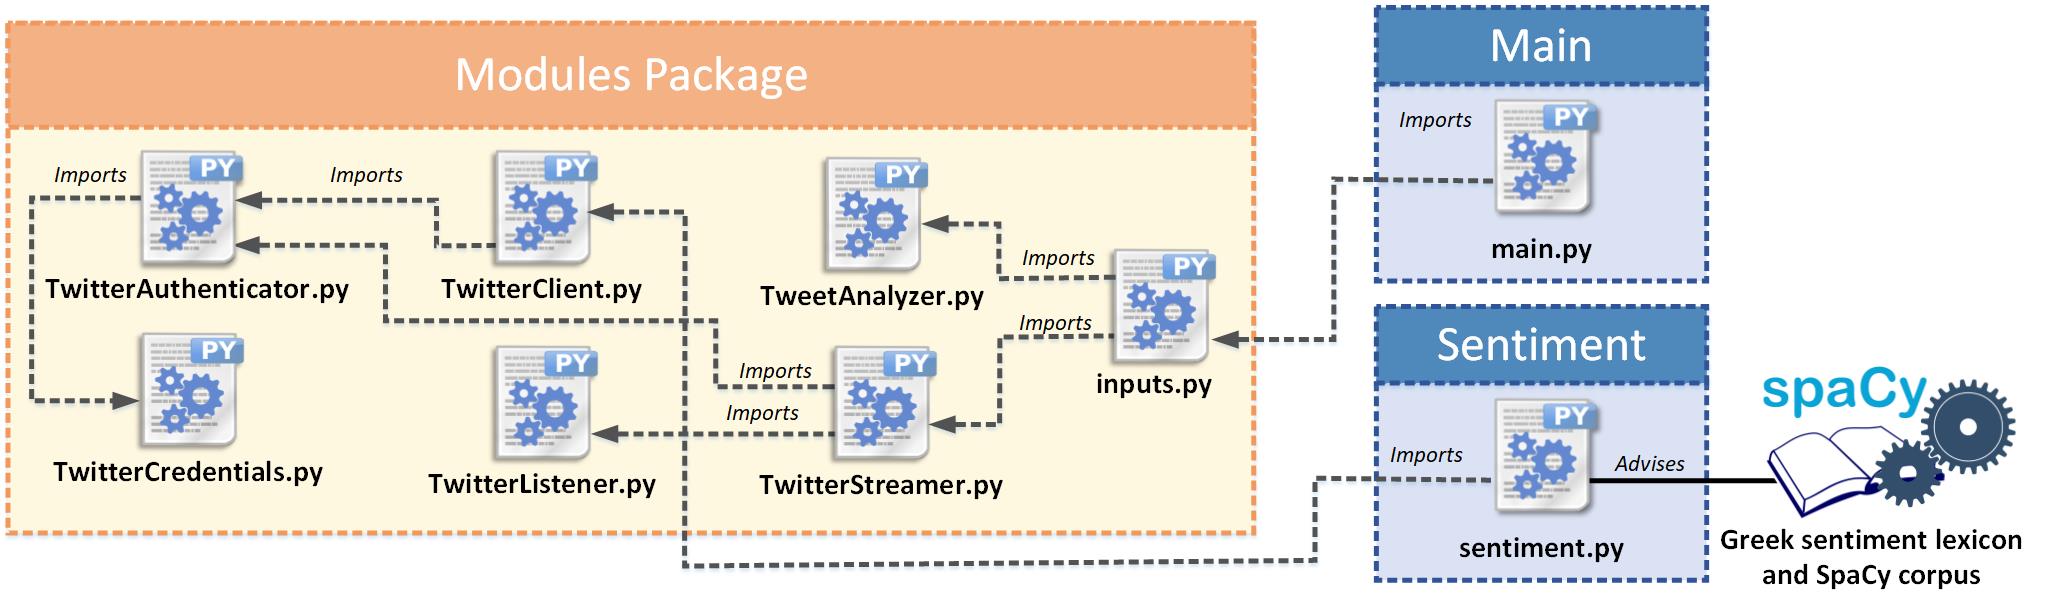 Modules Package
Main
Imports
PY
main.py
Imports
PY
Imports
PY
PY
TwitterAuthenticator.py
TwitterClient.py
TweetAnalyzer.py
Imports
PY
Imports
inputs.py
PY
TwitterCredentials.py
PY
TwitterListener.py
Imports
Imports
PY
TwitterStreamer.py
Sentiment
Imports
PY
Advises
sentiment.py
spaCy
Greek sentiment lexicon
and SpaCy corpus